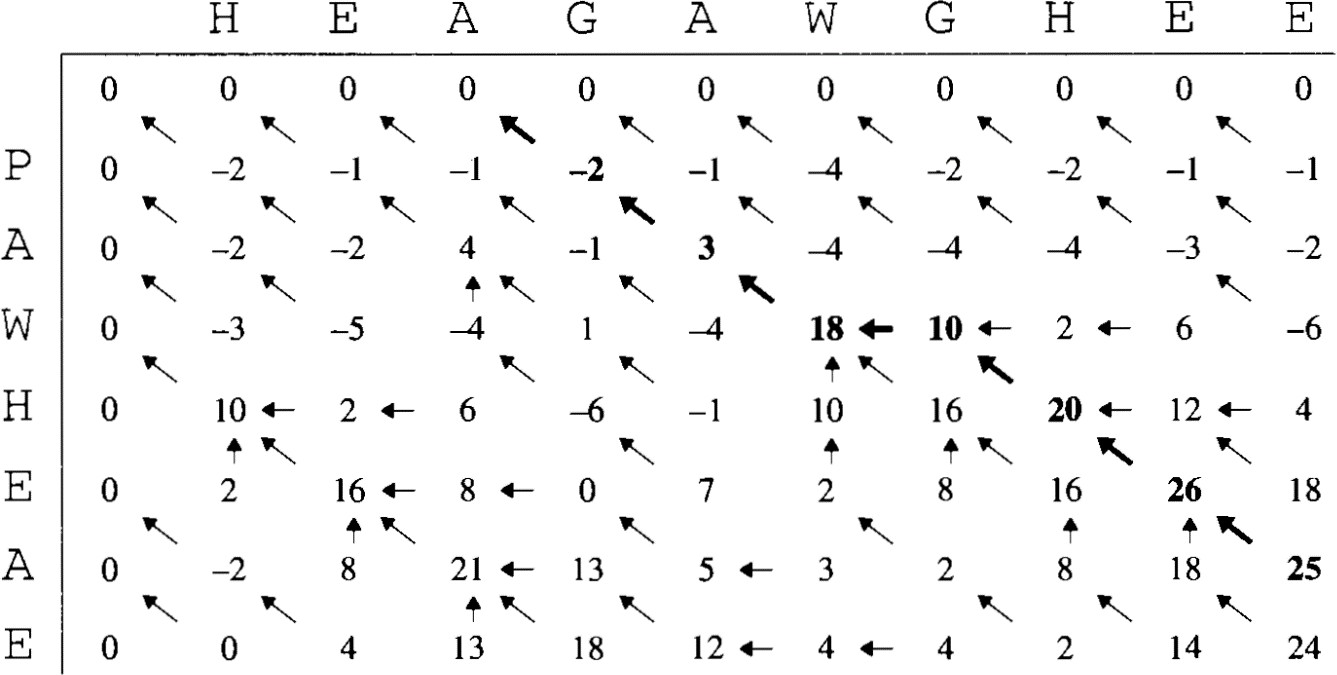 H E A G A W G H E E
0 0 0 0 0 0 0 0 0 0 0
P 0 –2 –1 –1 –2 –1 –4 –2 –2 –1 –1
A 0 –2 –2 4 –1 3 –4 –4 –4 –3 –2
W 0 –3 –5 –4 1 –4 18 10 2 6 –6
H 0 10 2 6 –6 –1 10 16 20 12 4
E 0 2 16 8 0 7 2 8 16 26 18
A 0 –2 8 21 13 5 3 2 8 18 25
E 0 0 4 13 18 12 4 4 2 14 24